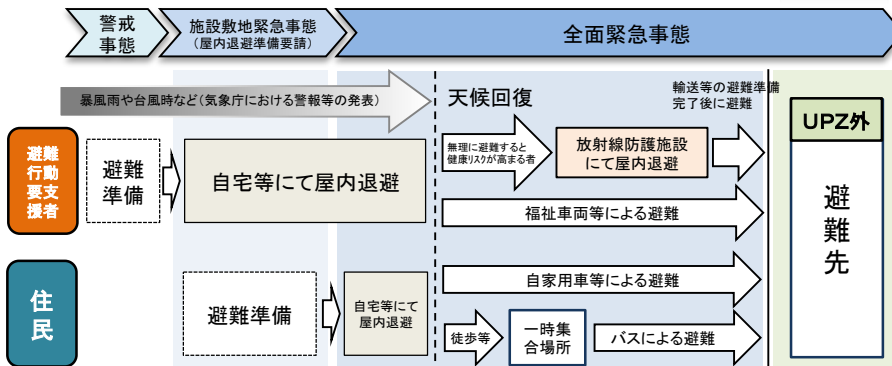 警戒
事態
施設敷地緊急事態
(屋内退避準備要請)
全面緊急事態
暴風雨や台風時など(気象庁における警報等の発表)
天候回復
輸送等の避難準備
完了後に避難
避難
行動
要支
援者
避難
準備
自宅等にて屋内退避
無理に避難すると
健康リスクが高まる者
放射線防護施設
にて屋内退避
福祉車両等による避難
UPZ外
避難先
住民
避難準備
自宅等にて
屋内退避
自家用車等による避難
徒歩等
一時集
合場所
バスによる避難